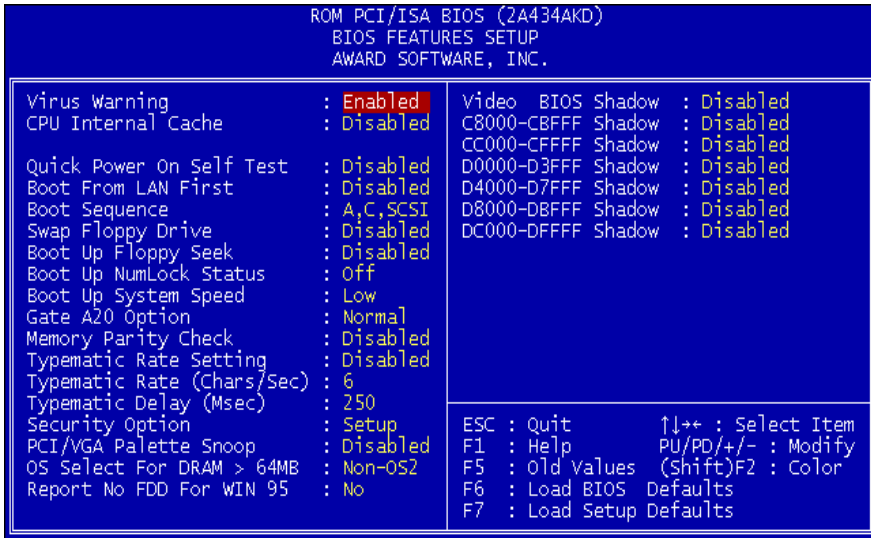 ROM PCI/ISA BIOS (2A434AKD)
BIOS FEATURES SETUP
AWARD SOFTWARE, INC.
Virus Warning : Enabled
CPU Internal Cache : Disabled
Quick Power On Self Test : Disabled
Boot From LAN First : Disabled
Boot Sequence : A,C,SCSI
Swap Floppy Drive : Disabled
Boot Up Floppy Seek : Disabled
Boot Up NumLock Status : Off
Boot Up System Speed : Low
Gate A20 Option : Normal
Memory Parity Check : Disabled
Typematic Rate Setting : Disabled
Typematic Rate (Chars/Sec) : 6
Typematic Delay (Msec) : 250
Security Option : Setup
PCI/VGA Palette Snoop : Disabled
OS Select For DRAM > 64MB : Non-OS2
Report No FDD For WIN 95 : No
Video BIOS Shadow : Disabled
C8000-CBFFF Shadow : Disabled
CC000-CFFFF Shadow : Disabled
D0000-D3FFF Shadow : Disabled
D4000-D7FFF Shadow : Disabled
D8000-DBFFF Shadow : Disabled
DC000-DFFFF Shadow : Disabled
ESC : Quit ↑↓→← : Select Item
F1 : Help PU/PD/+/- : Modify
F5 : Old Values (Shift)F2 : Color
F6 : Load BIOS Defaults
F7 : Load Setup Defaults